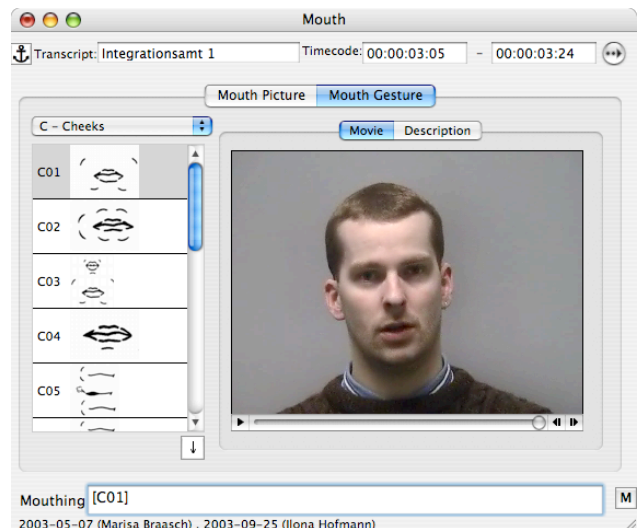 Mouth
Transcript: Integrationsamt 1 Timecode: 00:00:03:05 - 00:00:03:24
Mouth Picture Mouth Gesture
C – Cheeks
Movie Description
C01
C02
C03
C04
C05
Mouthing [C01] M
2003-05-07 (Marisa Braasch) , 2003-09-25 (Ilona Hofmann)